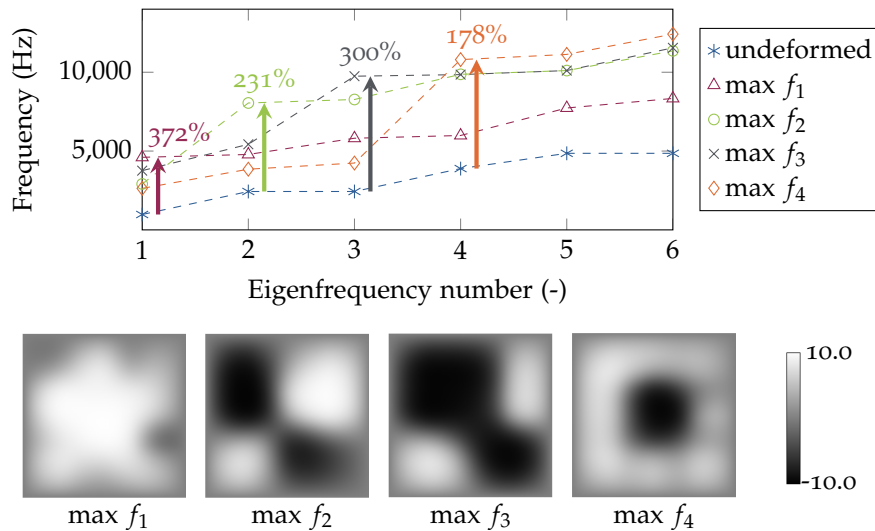 Frequency (Hz)
10,000
5,000
372%
231%
300%
178%
1 2 3 4 5 6
Eigenfrequency number (-)
undeformed
max f₁
max f₂
max f₃
max f₄
max f₁ max f₂ max f₃ max f₄
10.0
-10.0